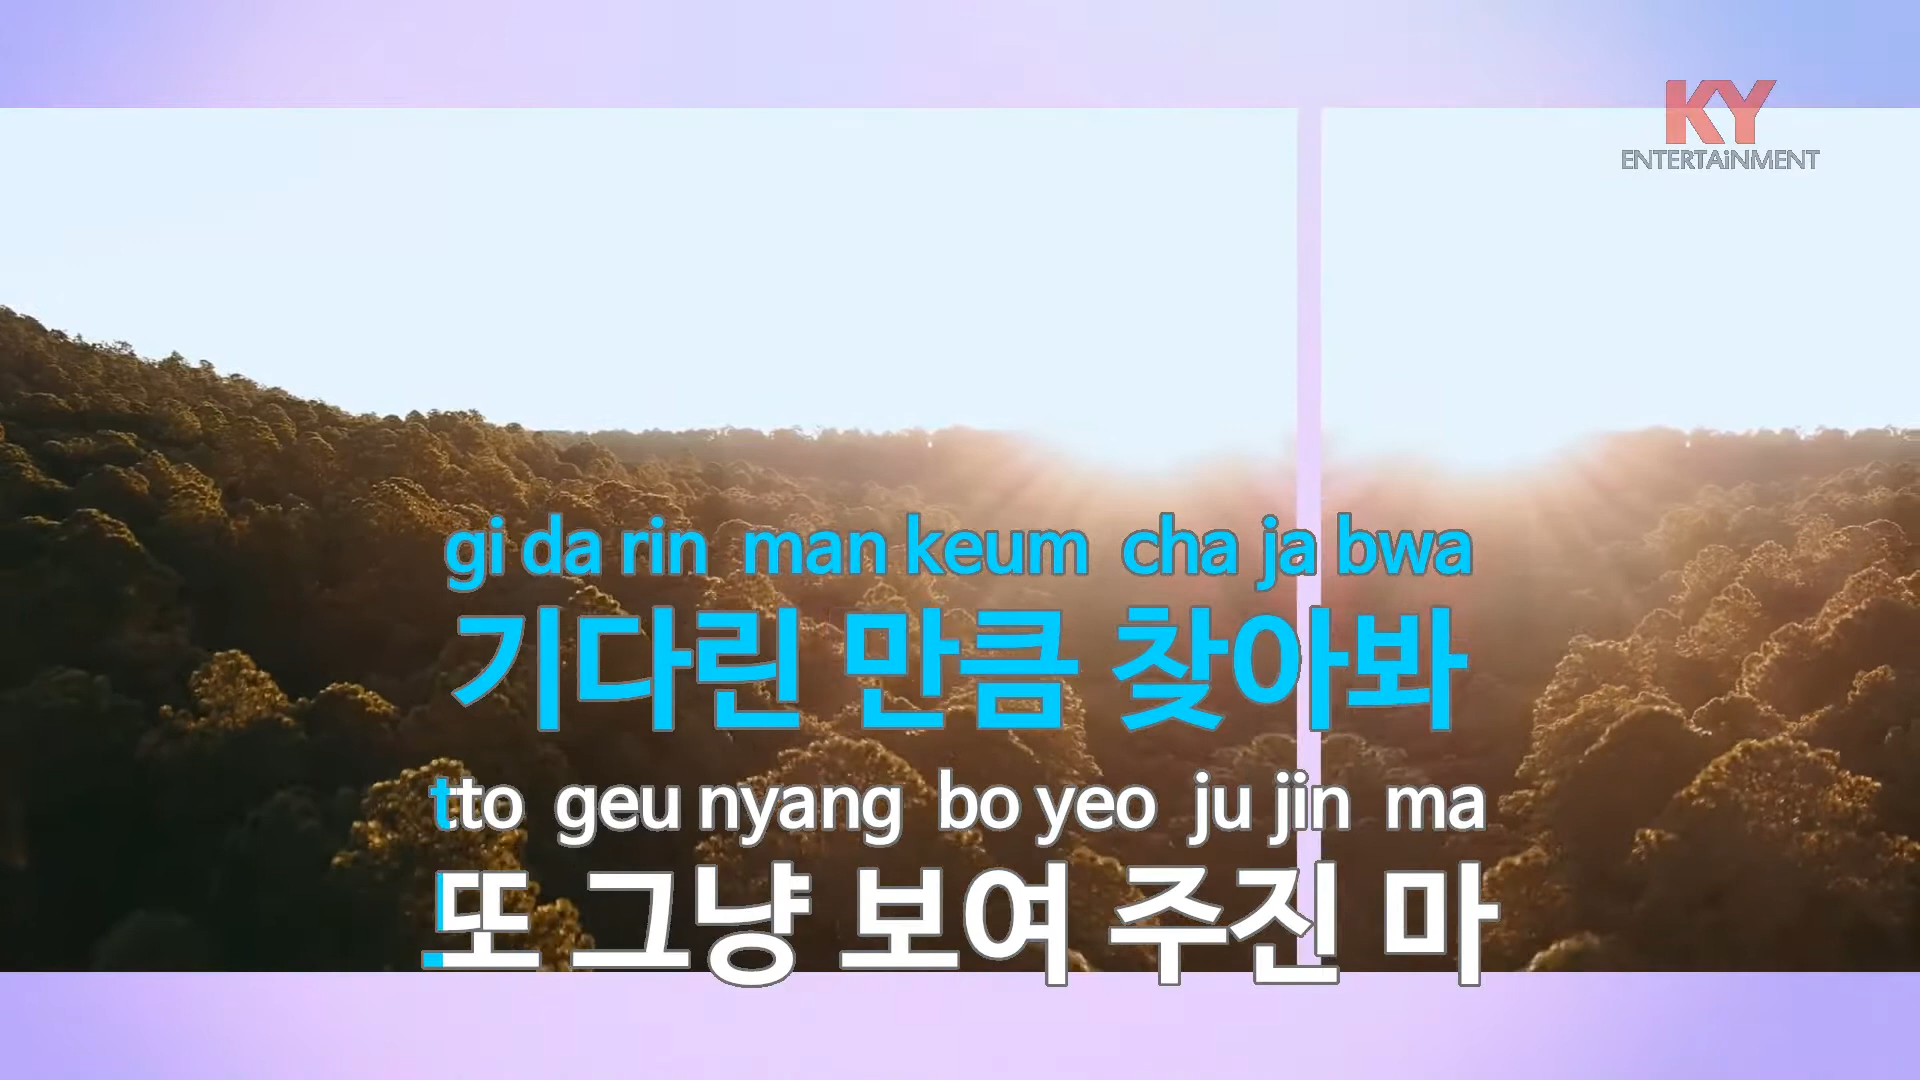 KY
ENTERTAiNMENT
gi da rin man keum cha ja bwa
기다린 만큼 찾아봐
tto geu nyang bo yeo ju jin ma
또 그냥 보여 주진 마